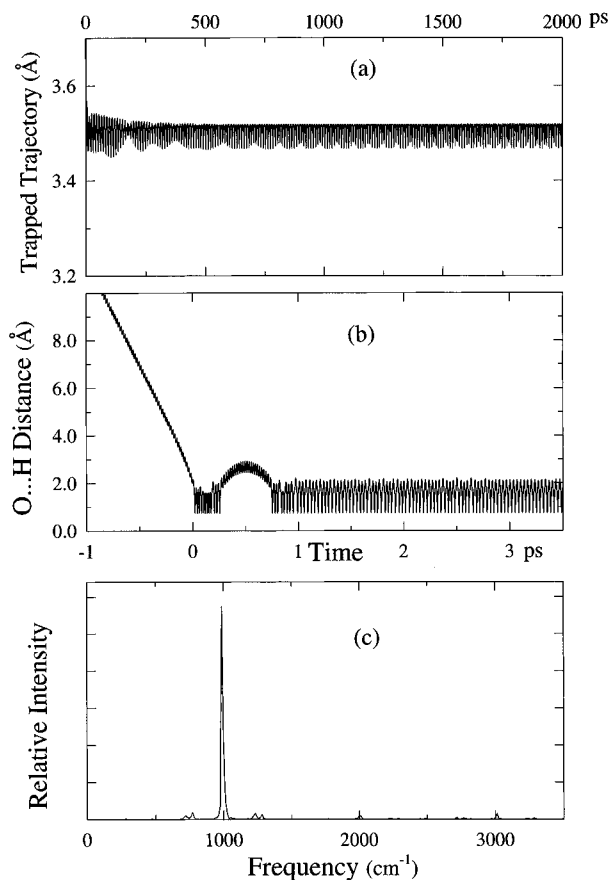 0 500 1000 1500 2000 ps
(a)
Trapped Trajectory (Å)
3.6
3.4
3.2
(b)
O...H Distance (Å)
8.0
6.0
4.0
2.0
0.0
-1 0 1 2 3 ps
Time
(c)
Relative Intensity
0 1000 2000 3000
Frequency (cm⁻¹)